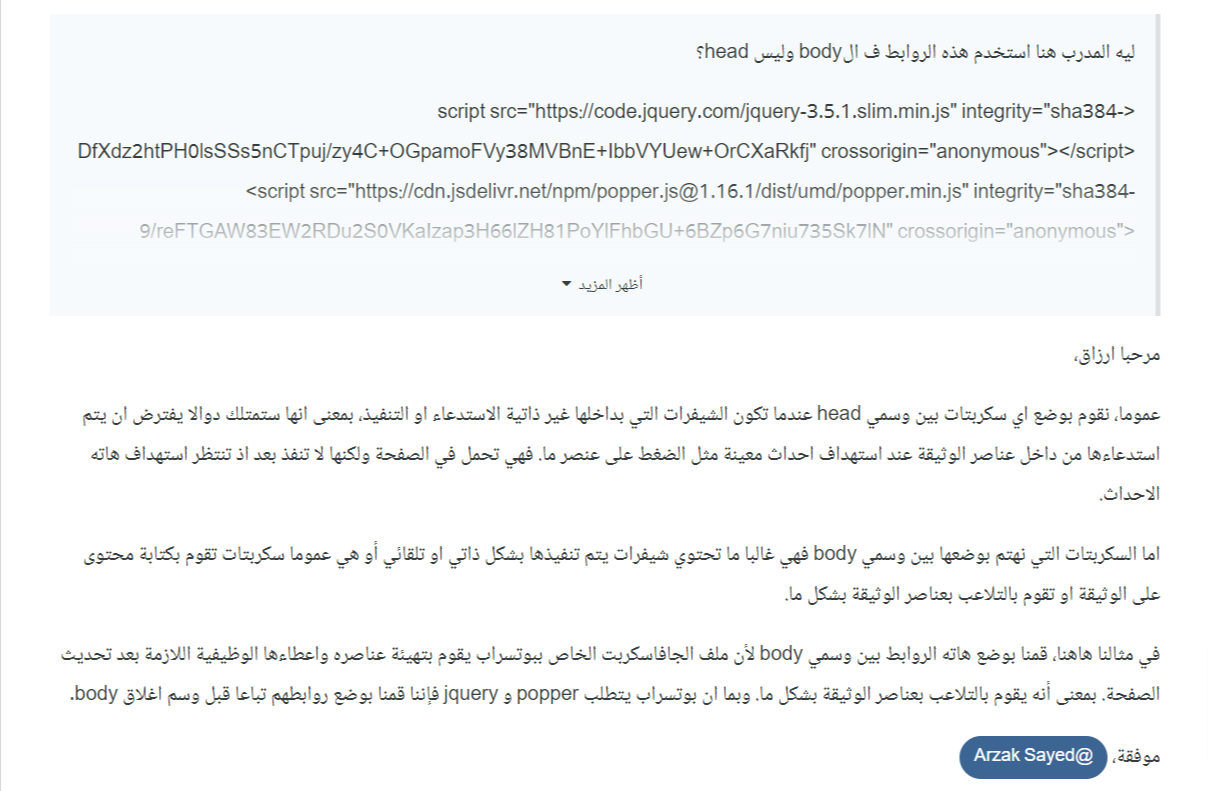 ليه المدرب هنا استخدم هذه الروابط ف الbody وليس head؟
script src="https://code.jquery.com/jquery-3.5.1.slim.min.js" integrity="sha384->
DfXdz2htPH0lsSSs5nCTpuj/zy4C+OGpamoFVy38MVBnE+IbbVYUew+OrCXaRkfj" crossorigin="anonymous"></script>
<script src="https://cdn.jsdelivr.net/npm/popper.js@1.16.1/dist/umd/popper.min.js" integrity="sha384-
9/reFTGAW83EW2RDu2S0VKaIzap3H66lZH81PoYlFhbGU+6BZp6G7niu735Sk7lN" crossorigin="anonymous">
أظهر المزيد
مرحبا ارزاق،
عموما، نقوم بوضع اي سكربتات بين وسمي head عندما تكون الشيفرات التي بداخلها غير ذاتية الاستدعاء او التنفيذ، بمعنى انها ستمتلك دوالا يفترض ان يتم
استدعاءها من داخل عناصر الوثيقة عند استهداف احداث معينة مثل الضغط على عنصر ما. فهي تحمل في الصفحة ولكنها لا تنفذ بعد اذ تنتظر استهداف هاته
الاحداث.
اما السكربتات التي نهتم بوضعها بين وسمي body فهي غالبا ما تحتوي شيفرات يتم تنفيذها بشكل ذاتي او تلقائي أو هي عموما سكربتات تقوم بكتابة محتوى
على الوثيقة او تقوم بالتلاعب بعناصر الوثيقة بشكل ما.
في مثالنا هاهنا، قمنا بوضع هاته الروابط بين وسمي body لأن ملف الجافاسكربت الخاص ببوتسراب يقوم بتهيئة عناصره واعطاءها الوظيفية اللازمة بعد تحديث
الصفحة. بمعنى أنه يقوم بالتلاعب بعناصر الوثيقة بشكل ما. وبما ان بوتسراب يتطلب popper و jquery فإننا قمنا بوضع روابطهم تباعا قبل وسم اغلاق body.
موفقة، @Arzak Sayed